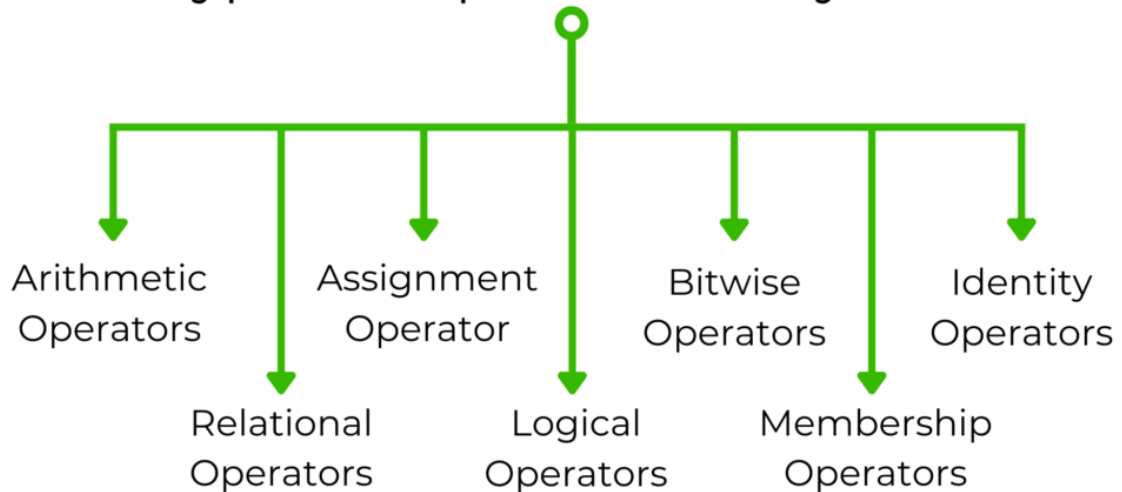 Arithmetic
Operators
Relational
Operators
Assignment
Operator
Logical
Operators
Bitwise
Operators
Membership
Operators
Identity
Operators